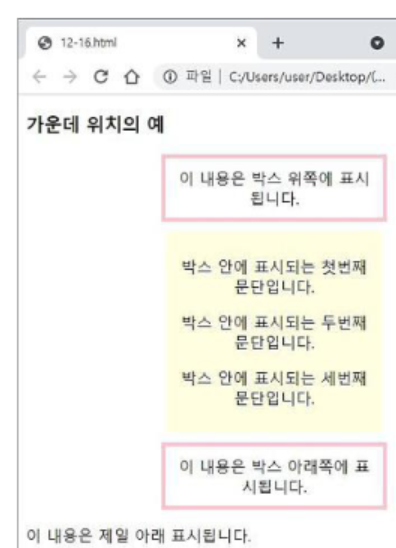 12-16.html
파일 | C:/Users/user/Desktop/(...
가운데 위치의 예
이 내용은 박스 위쪽에 표시
됩니다.
박스 안에 표시되는 첫번째
문단입니다.
박스 안에 표시되는 두번째
문단입니다.
박스 안에 표시되는 세번째
문단입니다.
이 내용은 박스 아래쪽에 표
시됩니다.
이 내용은 제일 아래 표시됩니다.